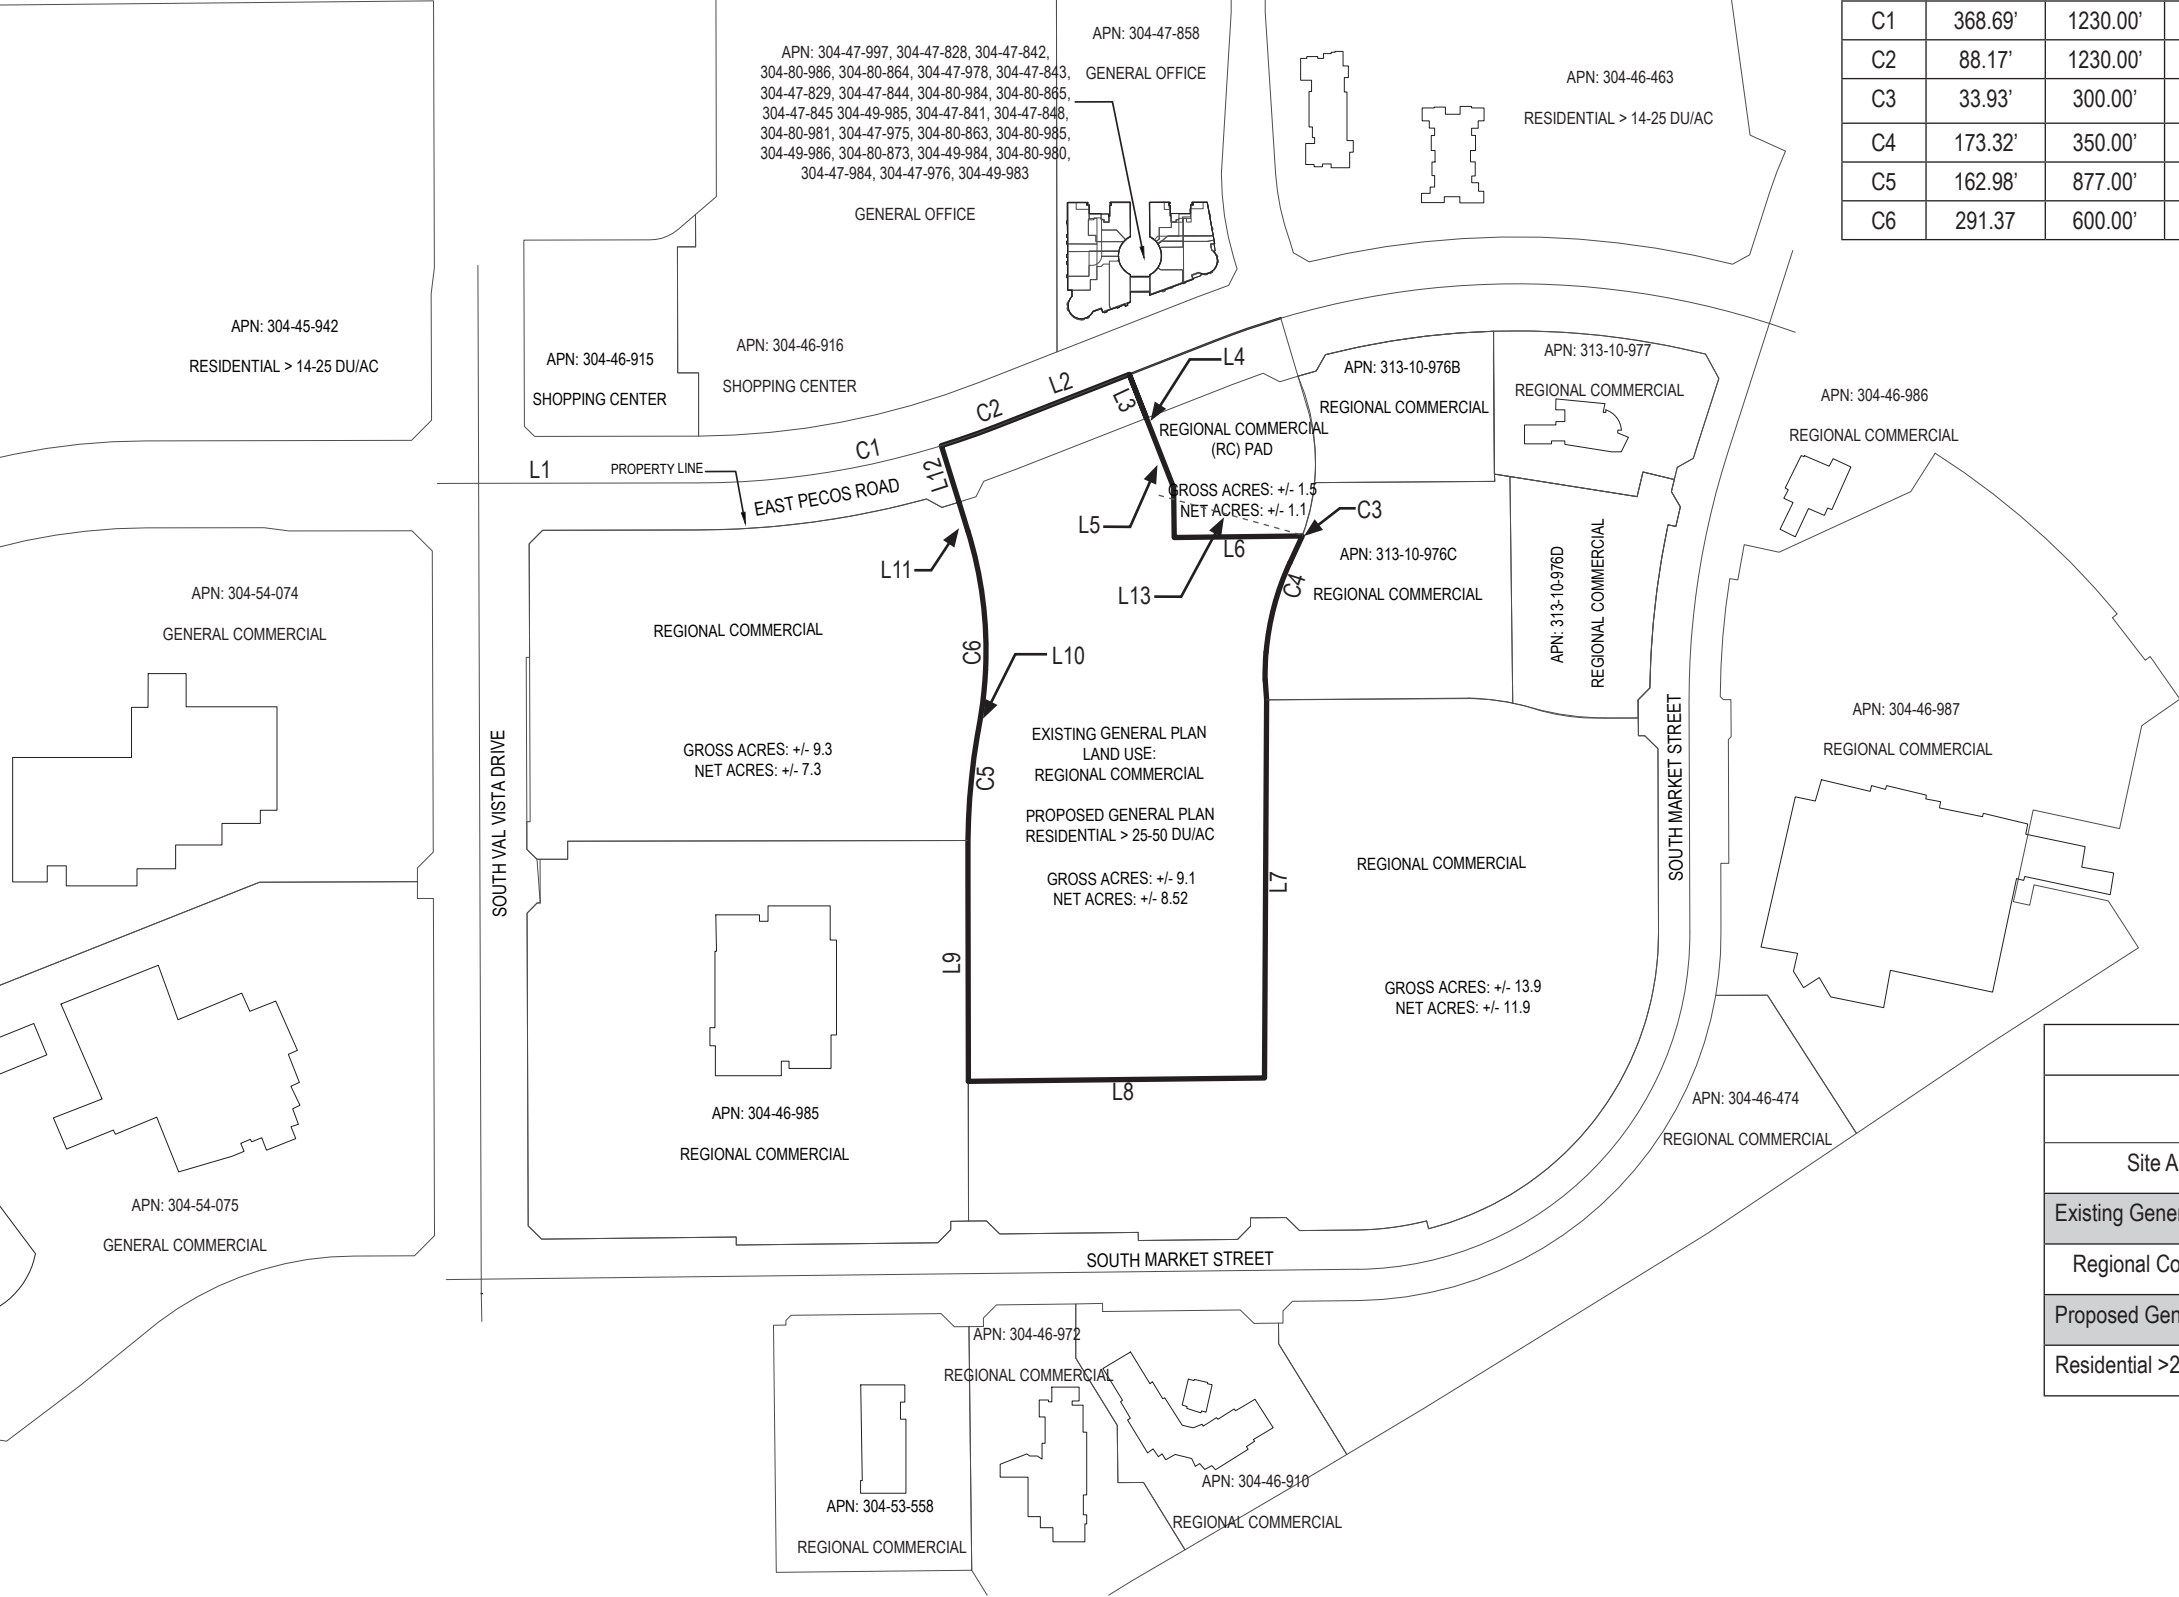 C1 368.69’ 1230.00’
C2 88.17’ 1230.00’
C3 33.93’ 300.00’
C4 173.32’ 350.00’
C5 162.98’ 877.00’
C6 291.37 600.00’
APN: 304-47-997, 304-47-828, 304-47-842,
304-80-986, 304-80-864, 304-47-978, 304-47-843,
304-47-829, 304-47-844, 304-80-984, 304-80-865,
304-47-845 304-49-985, 304-47-841, 304-47-848,
304-80-981, 304-47-975, 304-80-863, 304-80-985,
304-49-986, 304-80-873, 304-49-984, 304-80-980,
304-47-984, 304-47-976, 304-49-983
GENERAL OFFICE
APN: 304-47-858
GENERAL OFFICE
APN: 304-46-463
RESIDENTIAL > 14-25 DU/AC
APN: 304-45-942
RESIDENTIAL > 14-25 DU/AC
APN: 304-46-915
SHOPPING CENTER
APN: 304-46-916
SHOPPING CENTER
L4
L2
L3
C2
C1
L12
L1
PROPERTY LINE
EAST PECOS ROAD
REGIONAL COMMERCIAL
(RC) PAD
GROSS ACRES: +/- 1.5
NET ACRES: +/- 1.1
APN: 313-10-976B
REGIONAL COMMERCIAL
APN: 313-10-977
REGIONAL COMMERCIAL
APN: 304-46-986
REGIONAL COMMERCIAL
L5
C3
L6
L11
L13
C4
APN: 313-10-976C
REGIONAL COMMERCIAL
APN: 313-10-976D
REGIONAL COMMERCIAL
APN: 304-54-074
GENERAL COMMERCIAL
REGIONAL COMMERCIAL
GROSS ACRES: +/- 9.3
NET ACRES: +/- 7.3
C6
L10
C5
EXISTING GENERAL PLAN
LAND USE:
REGIONAL COMMERCIAL
PROPOSED GENERAL PLAN
RESIDENTIAL > 25-50 DU/AC
GROSS ACRES: +/- 9.1
NET ACRES: +/- 8.52
SOUTH VAL VISTA DRIVE
SOUTH MARKET STREET
APN: 304-46-987
REGIONAL COMMERCIAL
REGIONAL COMMERCIAL
L7
L9
GROSS ACRES: +/- 13.9
NET ACRES: +/- 11.9
L8
APN: 304-46-985
REGIONAL COMMERCIAL
APN: 304-46-474
REGIONAL COMMERCIAL
APN: 304-54-075
GENERAL COMMERCIAL
SOUTH MARKET STREET
Site A
Existing Gene
Regional Co
Proposed Gen
Residential >2
APN: 304-46-972
REGIONAL COMMERCIAL
APN: 304-46-910
REGIONAL COMMERCIAL
APN: 304-53-558
REGIONAL COMMERCIAL